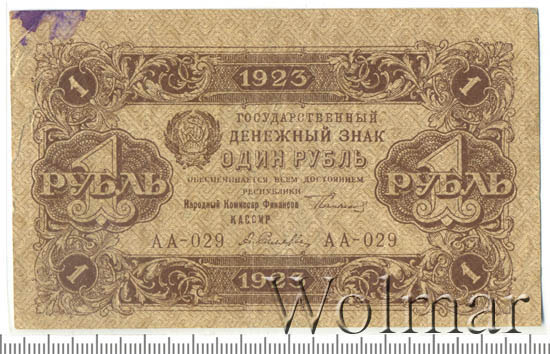 1 1923 1
ГОСУДАРСТВЕННЫЙ
ДЕНЕЖНЫЙ ЗНАК
ОДИН РУБЛЬ
ОБЕСПЕЧИВАЕТСЯ ВСЕМ ДОСТОЯНИЕМ
РЕСПУБЛИКИ
1 РУБЛЬ
1 РУБЛЬ
Народный Комиссар Финансов
КАССИР
АА-029 АА-029
1 1923 1
Wolmar